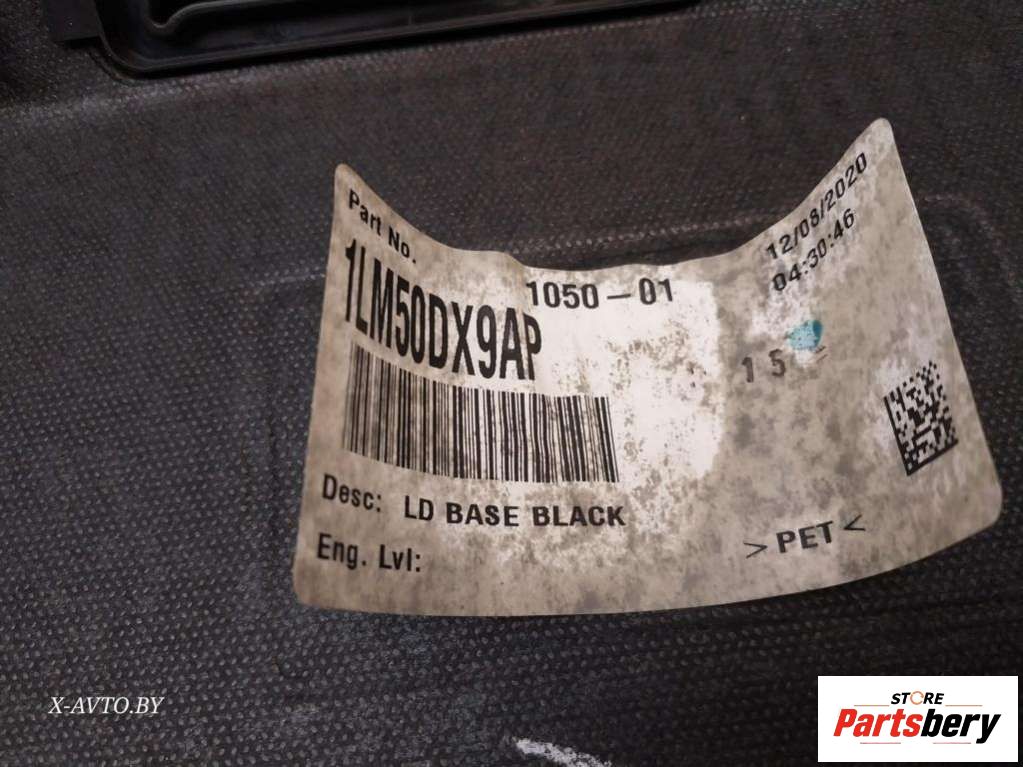 Part No.
12/08/2020
04:30:46
1050-01
1LM50DX9AP
15
Desc: LD BASE BLACK
Eng. Lvl:
>PET<
X-AVTO.BY
STORE
Partsbery